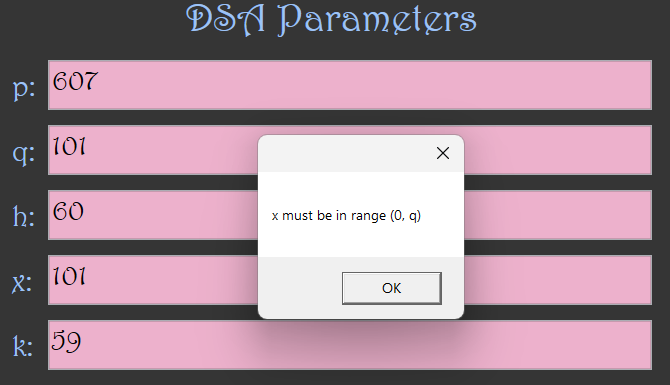 DSA Parameters
p: 607
q: 101
h: 60
x: 101
k: 59
x must be in range (0, q)
OK